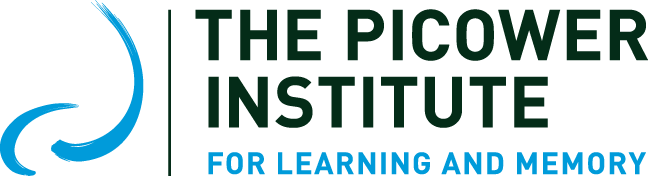 THE PICOWER
INSTITUTE
FOR LEARNING AND MEMORY